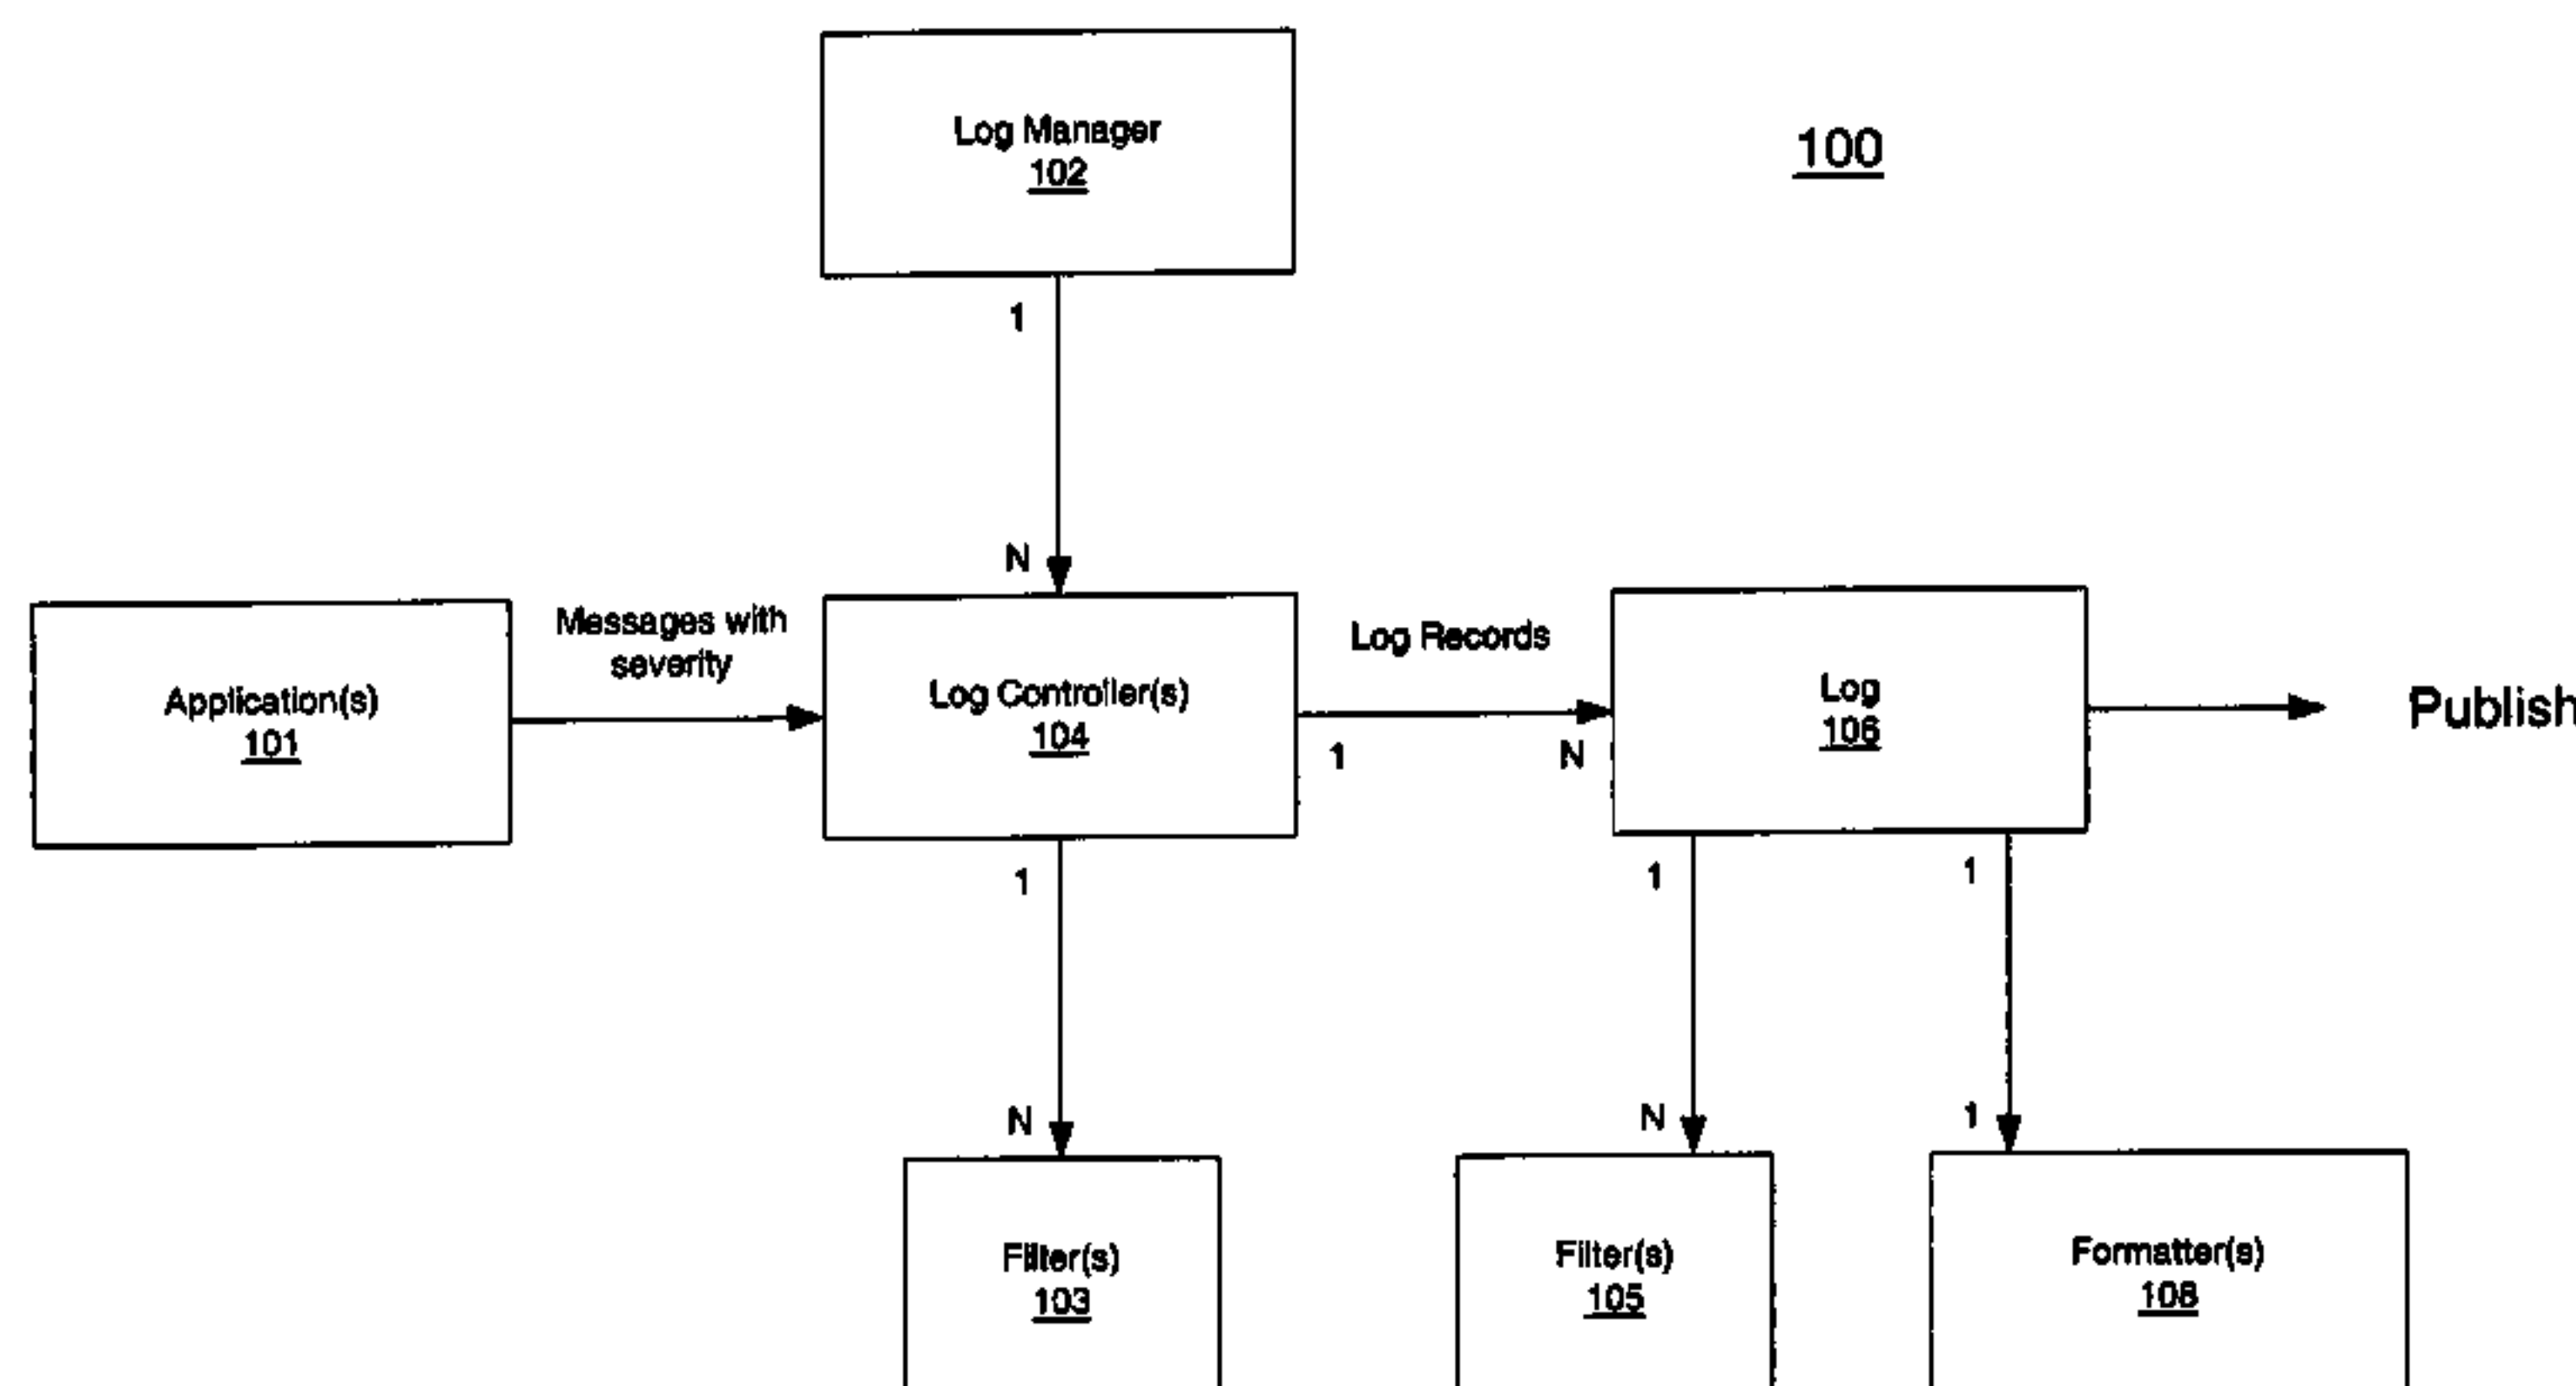 Log Manager
102
100
1
N
Messages with
severity
Log Records
Application(s)
101
Log Controller(s)
104
Log
106
Publish
1
N
1
1
1
N
N
1
Filter(s)
103
Filter(s)
105
Formatter(s)
108